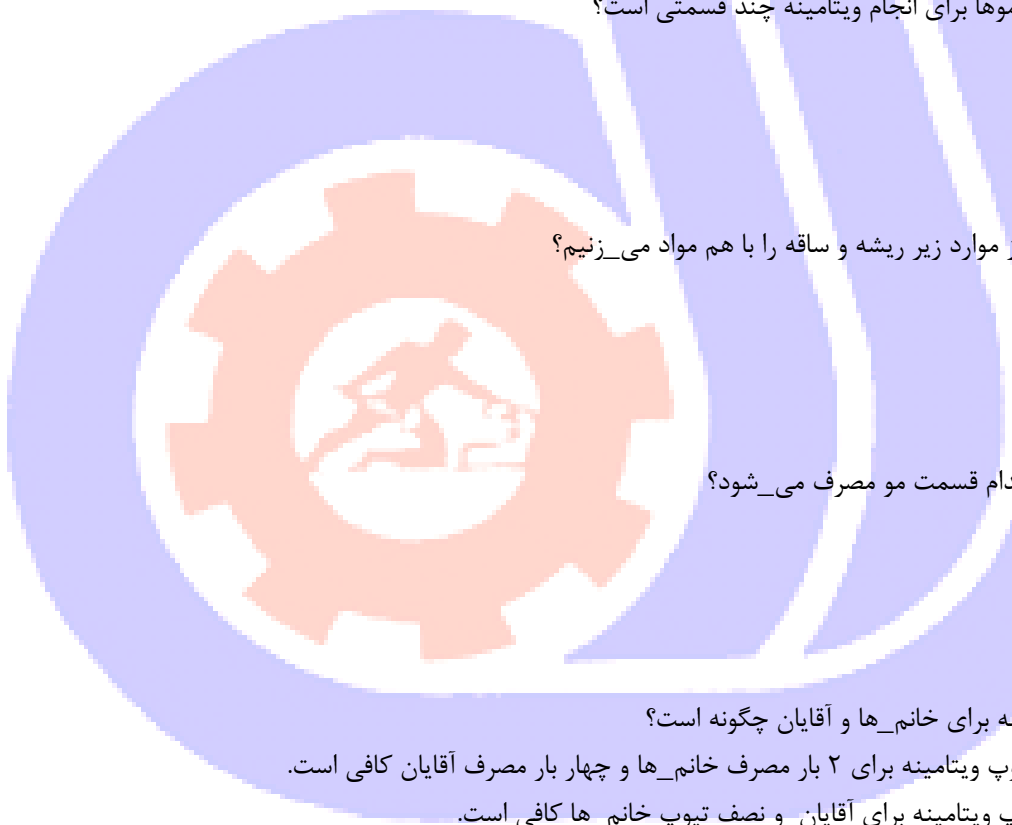 موها برای انجام ویتامینه چند قسمتی است؟
موارد زیر ریشه و ساقه را با هم مواد می_زنیم؟
قسمت مو مصرف می_شود؟
برای خانم_ها و آقایان چگونه است؟
ویتامینه برای ۲ بار مصرف خانم_ها و چهار بار مصرف آقایان کافی است.
ویتامینه برای آقایان و نصف تیوپ خانم_ها کافی است.